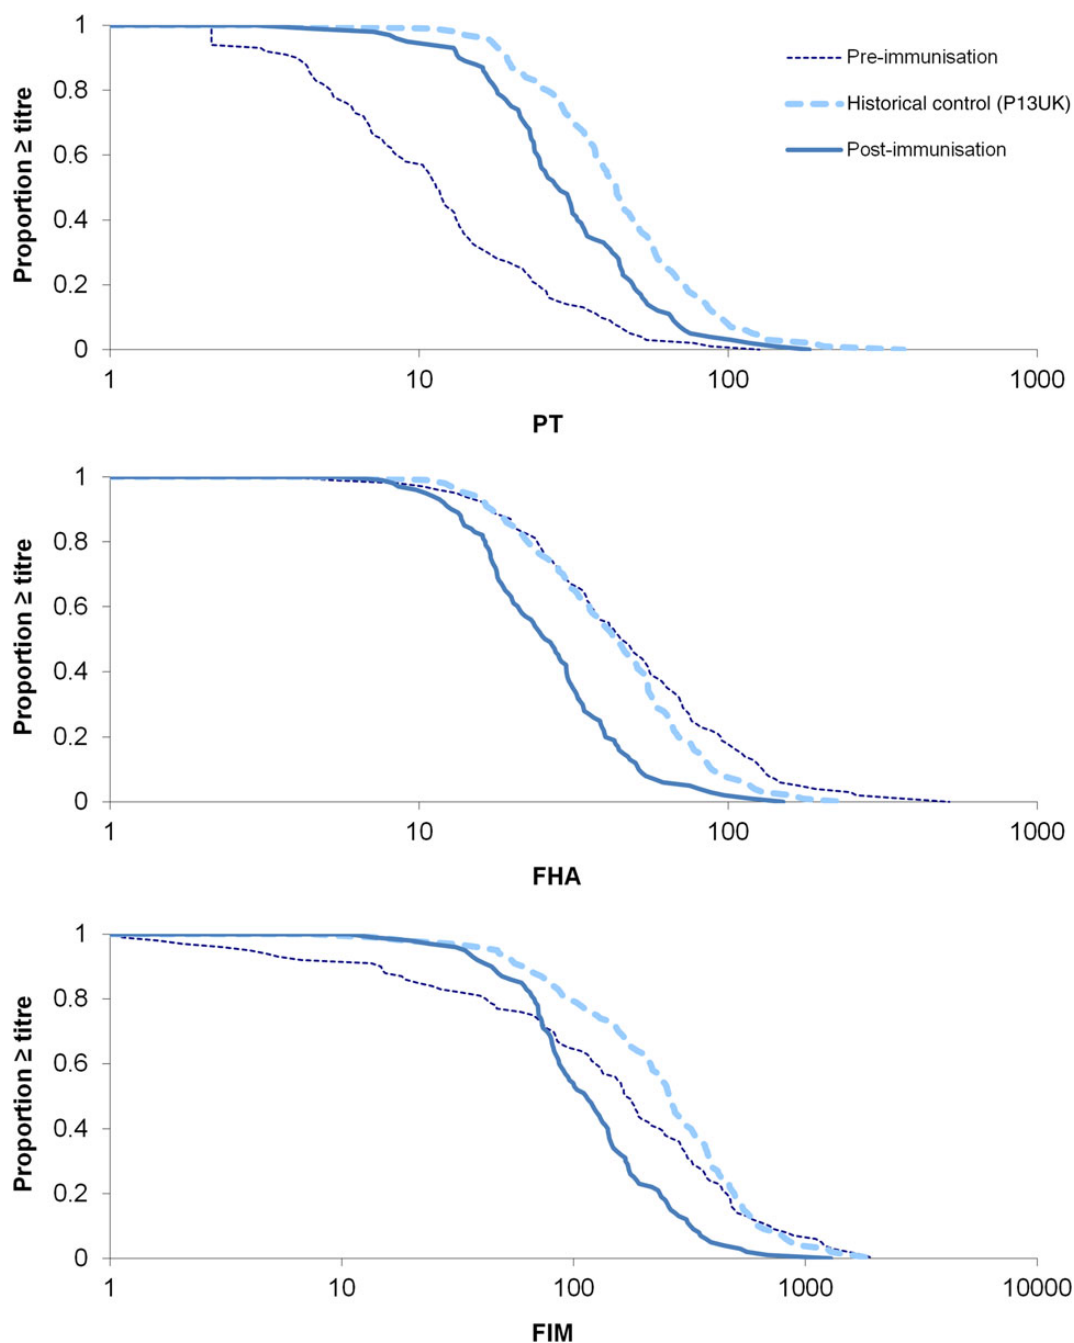 1
0.8
0.6
0.4
0.2
0
Proportion ≥ titre
Pre-immunisation
Historical control (P13UK)
Post-immunisation
1 10 100 1000
PT
1
0.8
0.6
0.4
0.2
0
Proportion ≥ titre
1 10 100 1000
FHA
1
0.8
0.6
0.4
0.2
0
Proportion ≥ titre
1 10 100 1000 10000
FIM